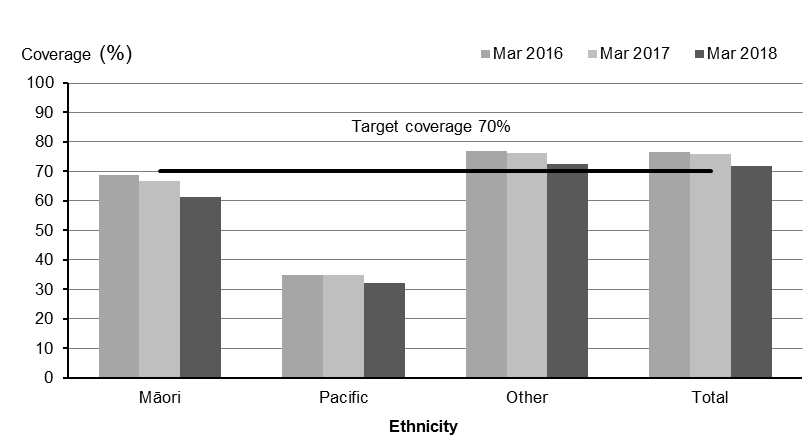 Coverage (%)
Mar 2016 Mar 2017 Mar 2018
100
90
Target coverage 70%
80
70
60
50
40
30
20
10
0
Māori Pacific Other Total
Ethnicity